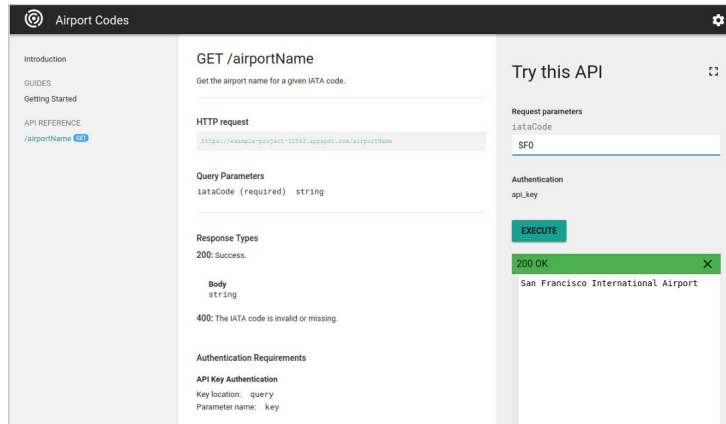 Airport Codes
Introduction
GUIDES
Getting Started
API REFERENCE
/airportName GET
GET /airportName
Get the airport name for a given IATA code.
HTTP request
https://example-project-12543.appspot.com/airportName
Query Parameters
iataCode (required) string
Response Types
200: Success.
Body
string
400: The IATA code is invalid or missing.
Authentication Requirements
API Key Authentication
Key location: query
Parameter name: key
Try this API
Request parameters
iataCode
SFO
Authentication
api_key
EXECUTE
200 OK
San Francisco International Airport